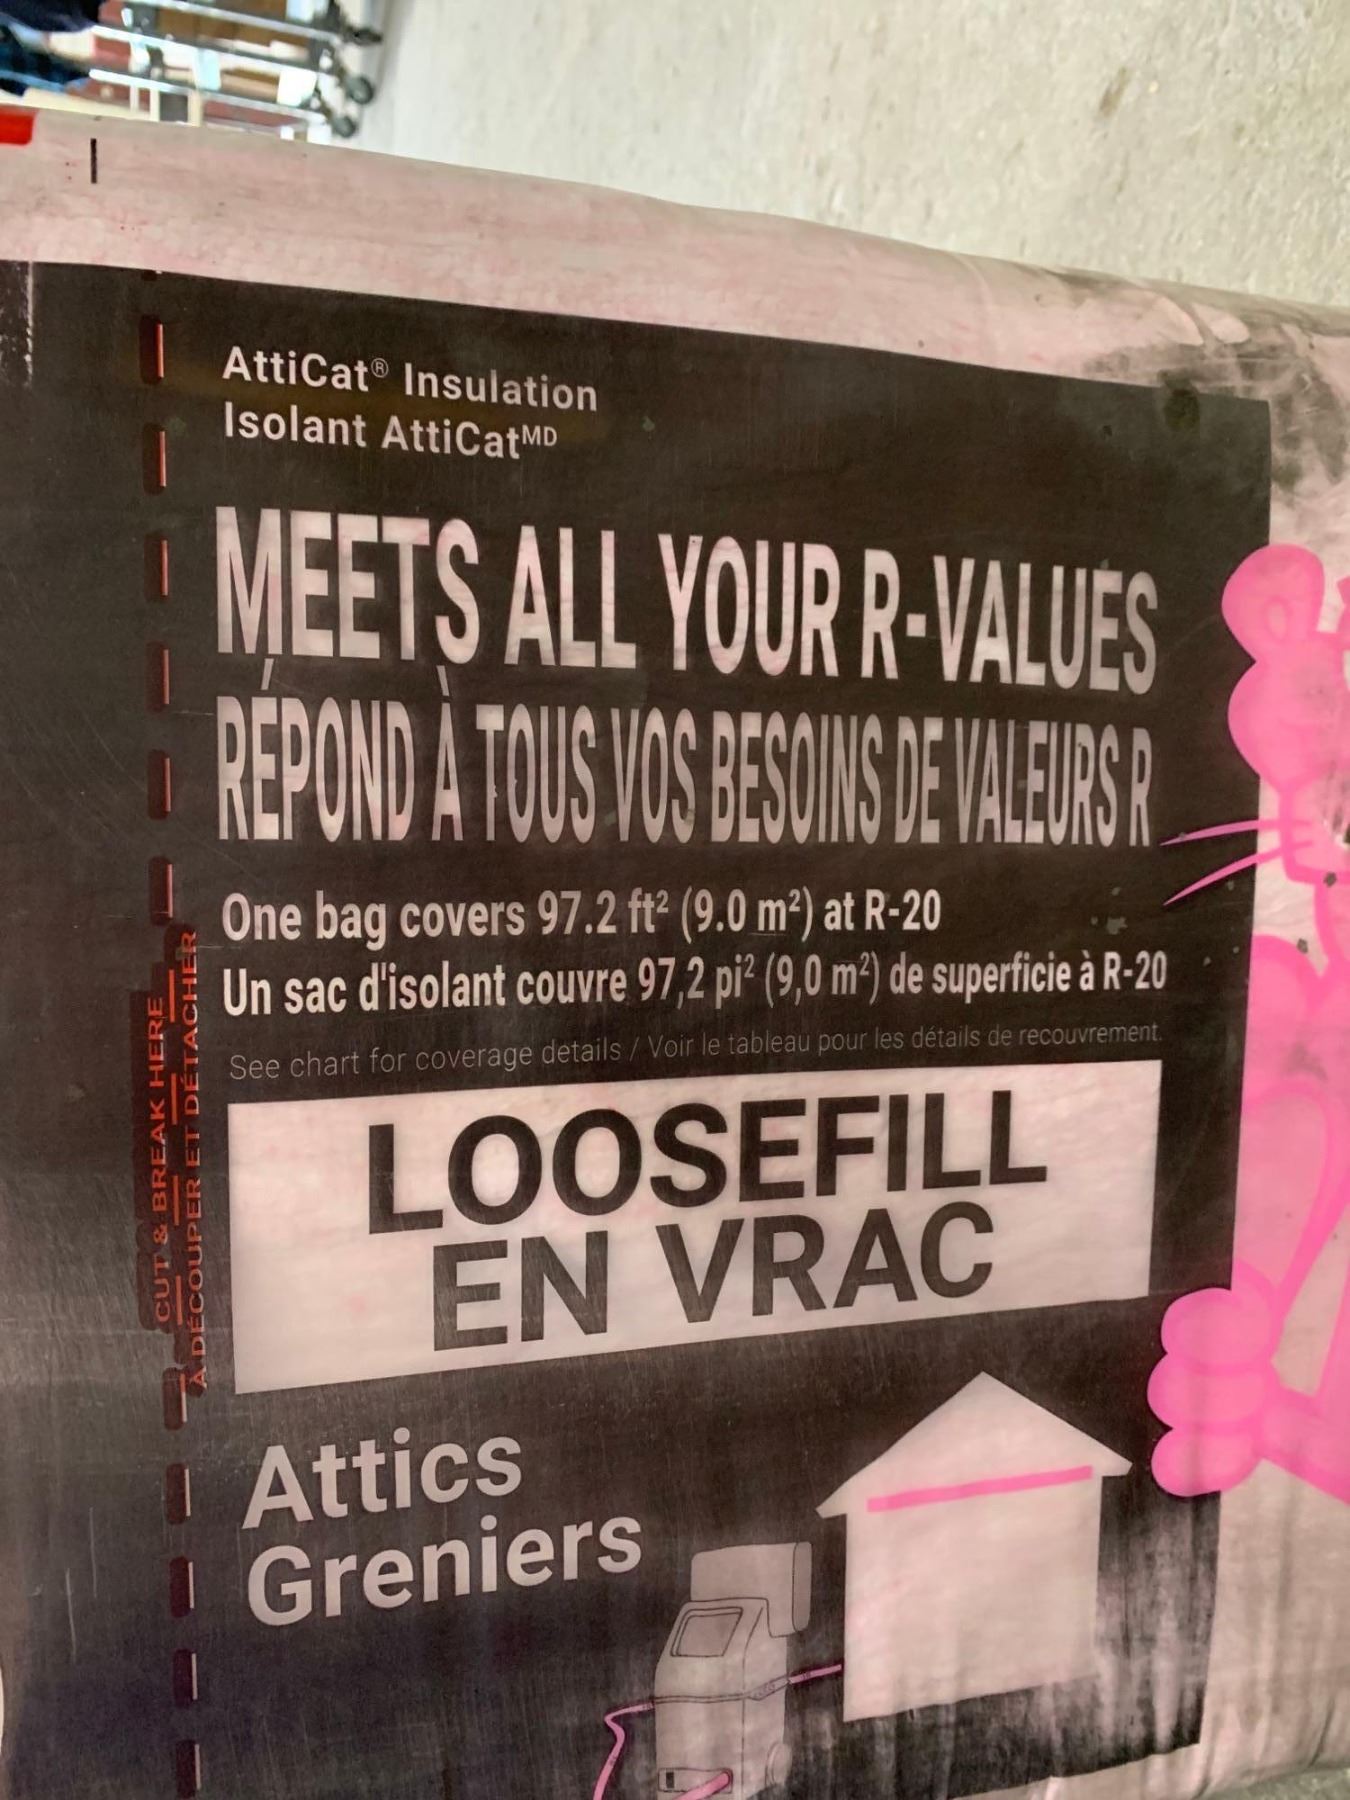 AttiCat® Insulation
Isolant AttiCatMD
MEETS ALL YOUR R-VALUES
RÉPOND À TOUS VOS BESOINS DE VALEURS R
One bag covers 97.2 ft² (9.0 m²) at R-20
Un sac d'isolant couvre 97,2 pi² (9,0 m²) de superficie à R-20
See chart for coverage details / Voir le tableau pour les détails de recouvrement.
LOOSEFILL
EN VRAC
Attics
Greniers
CUT & BREAK HERE
À DÉCOUPER ET DÉTACHER